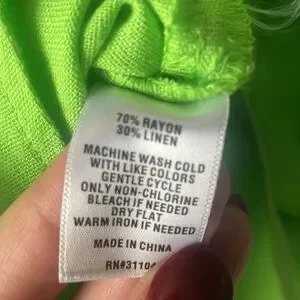 70% RAYON
30% LINEN
MACHINE WASH COLD
WITH LIKE COLORS
GENTLE CYCLE
ONLY NON-CHLORINE
BLEACH IF NEEDED
DRY FLAT
WARM IRON IF NEEDED
MADE IN CHINA